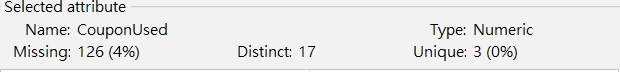 Selected attribute
Name: CouponUsed Type: Numeric
Missing: 126 (4%) Distinct: 17 Unique: 3 (0%)